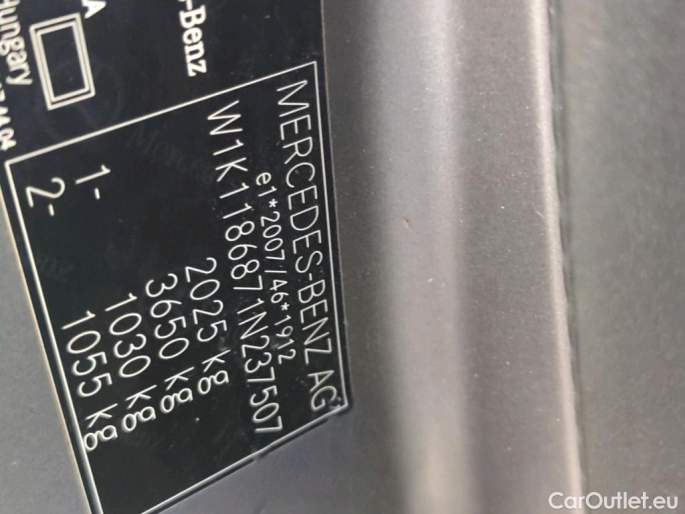 MERCEDES-BENZ AG
e1*2007/46*1912
W1K1186871N237507
2025 kg
3650 kg
1- 1030 kg
2- 1055 kg
-Benz
A
Hungary
CarOutlet.eu